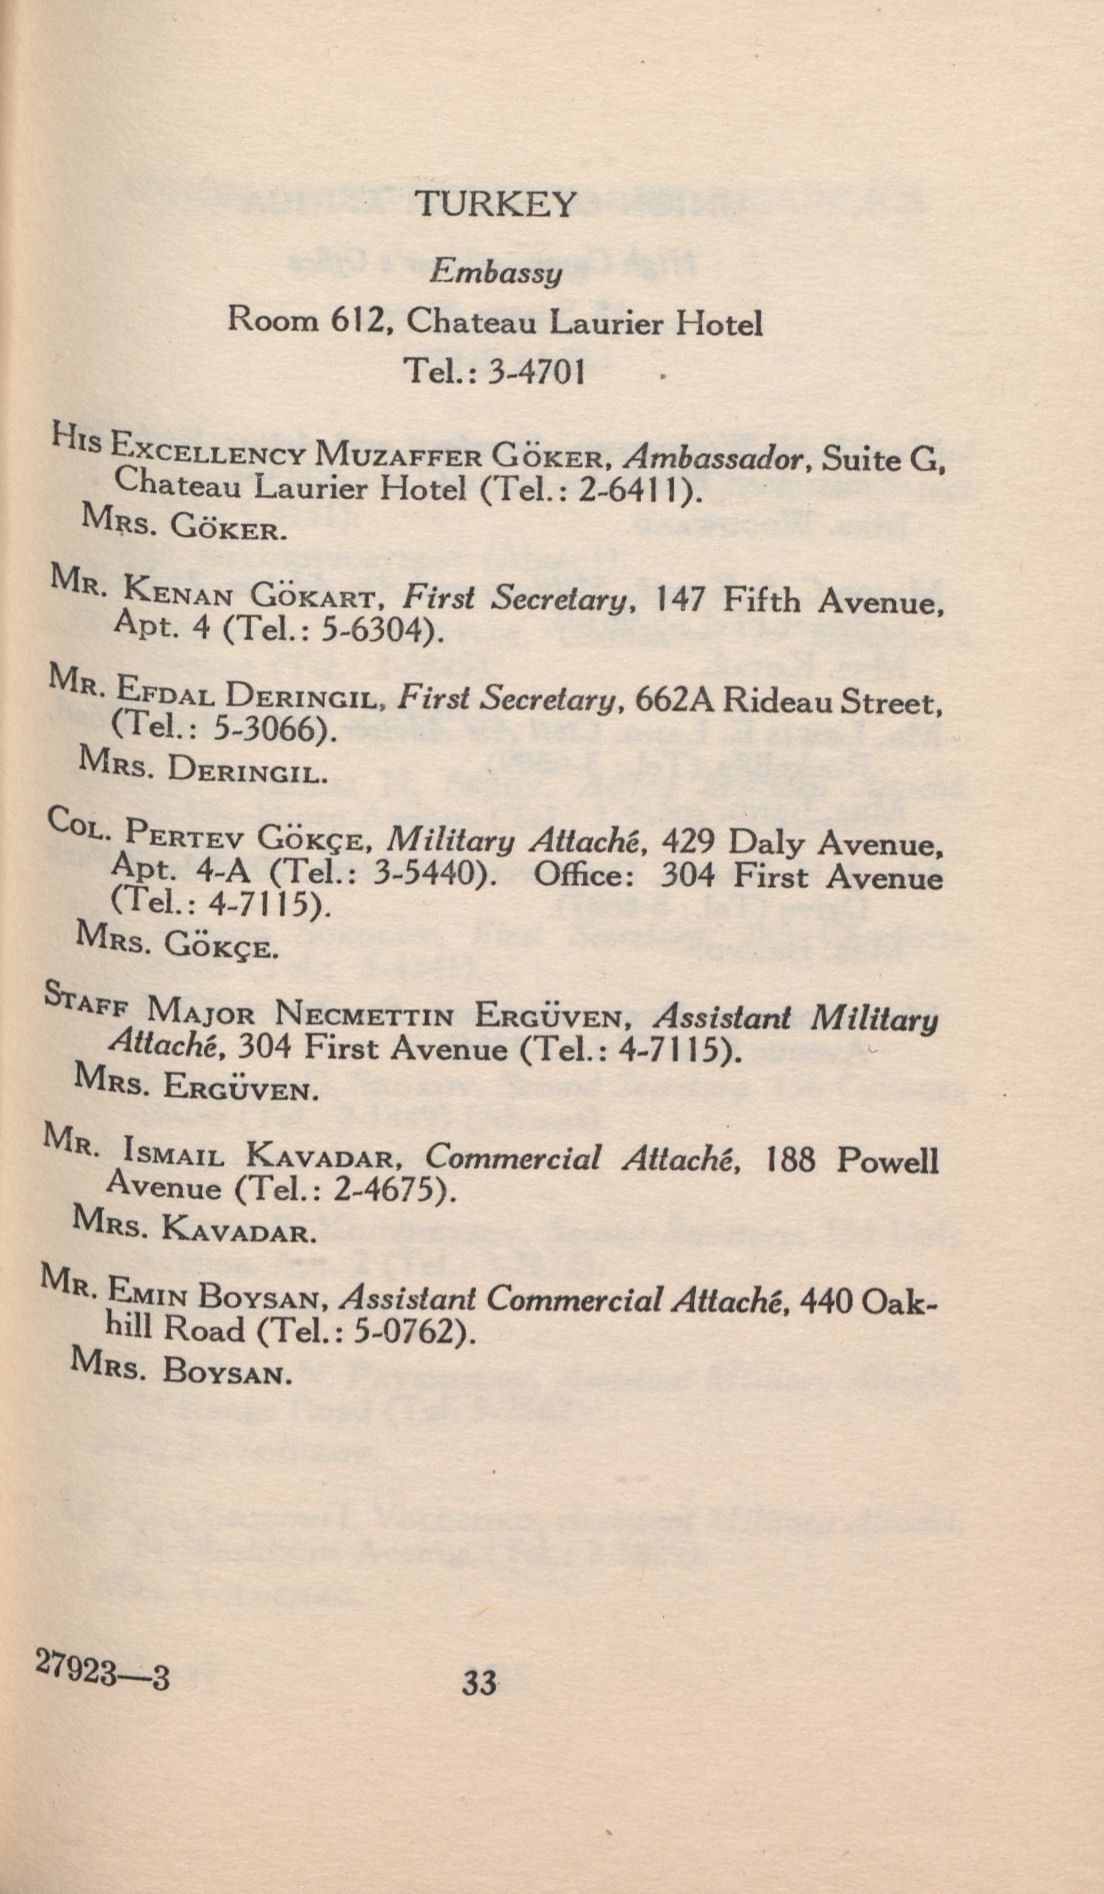 TURKEY
Embassy
Room 612, Chateau Laurier Hotel
Tel.: 3-4701
His Excellency Muzaffer Göker, Ambassador, Suite G,
Chateau Laurier Hotel (Tel.: 2-6411).
Mrs. Göker.
Mr. Kenan Gökart, First Secretary, 147 Fifth Avenue,
Apt. 4 (Tel.: 5-6304).
Mr. Efdal Deringil, First Secretary, 662A Rideau Street,
(Tel.: 5-3066).
Mrs. Deringil.
Col. Pertev Gökçe, Military Attaché, 429 Daly Avenue,
Apt. 4-A (Tel.: 3-5440). Office: 304 First Avenue
(Tel.: 4-7115).
Mrs. Gökçe.
Staff Major Necmettin Ergüven, Assistant Military
Attaché, 304 First Avenue (Tel.: 4-7115).
Mrs. Ergüven.
Mr. Ismail Kavadar, Commercial Attaché, 188 Powell
Avenue (Tel.: 2-4675).
Mrs. Kavadar.
Mr. Emin Boysan, Assistant Commercial Attaché, 440 Oak-
hill Road (Tel.: 5-0762).
Mrs. Boysan.
27923—3
33